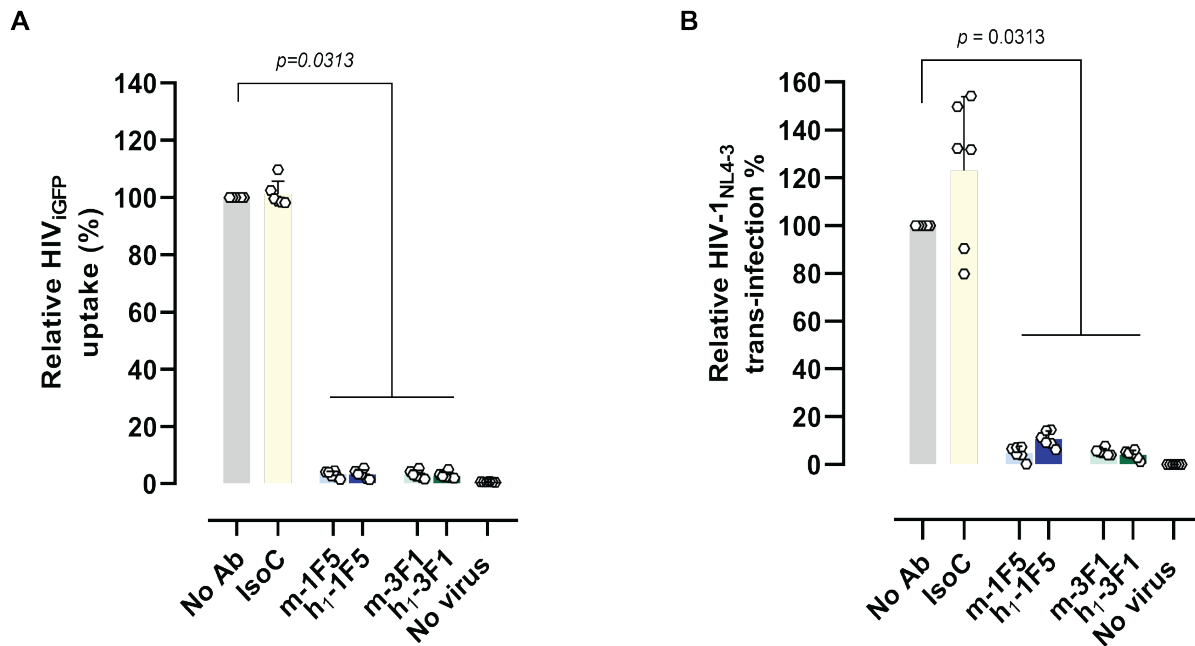 A
p=0.0313
Relative HIViGFP
uptake (%)
140
120
100
80
60
40
20
0
No Ab
IsoC
m-1F5
h1-1F5
m-3F1
h1-3F1
No virus
B
p = 0.0313
Relative HIV-1NL4-3
trans-infection %
160
140
120
100
80
60
40
20
0
No Ab
IsoC
m-1F5
h1-1F5
m-3F1
h1-3F1
No virus